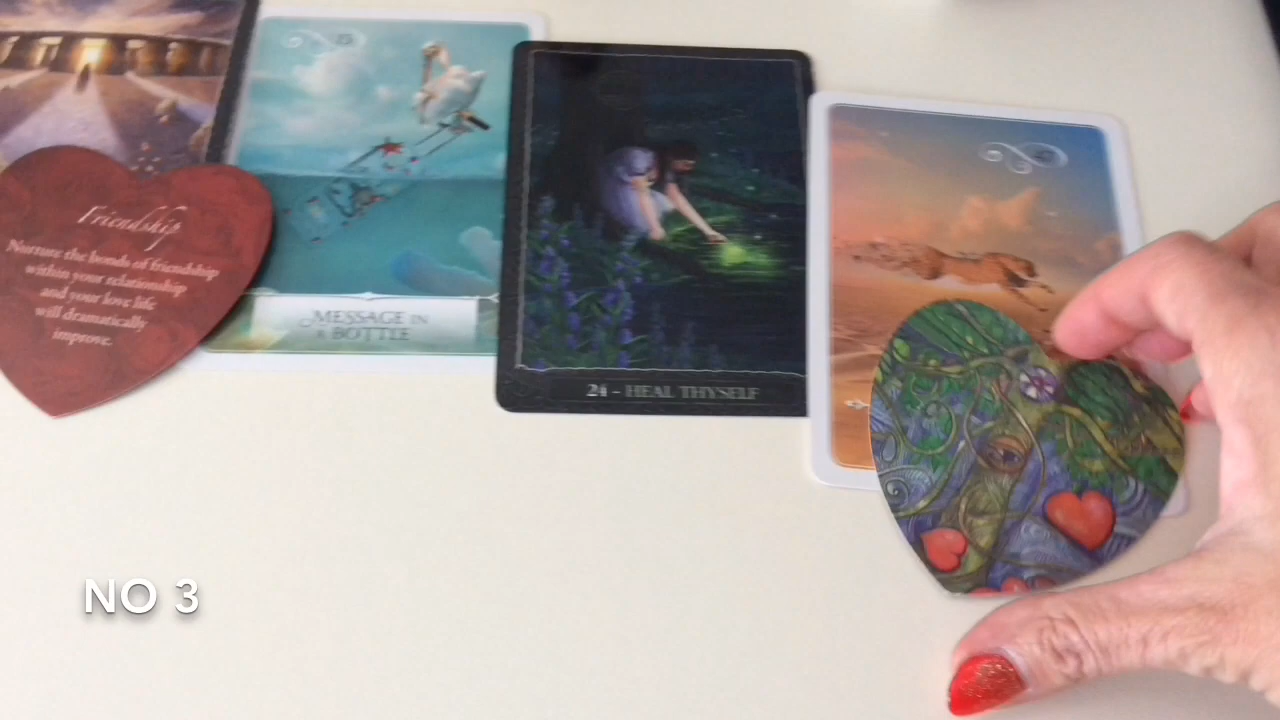 Friendship
Nurture the bonds of friendship
within your relationship
and your love life
will dramatically
improve.
MESSAGE IN
A BOTTLE
24 - HEAL THYSELF
NO 3